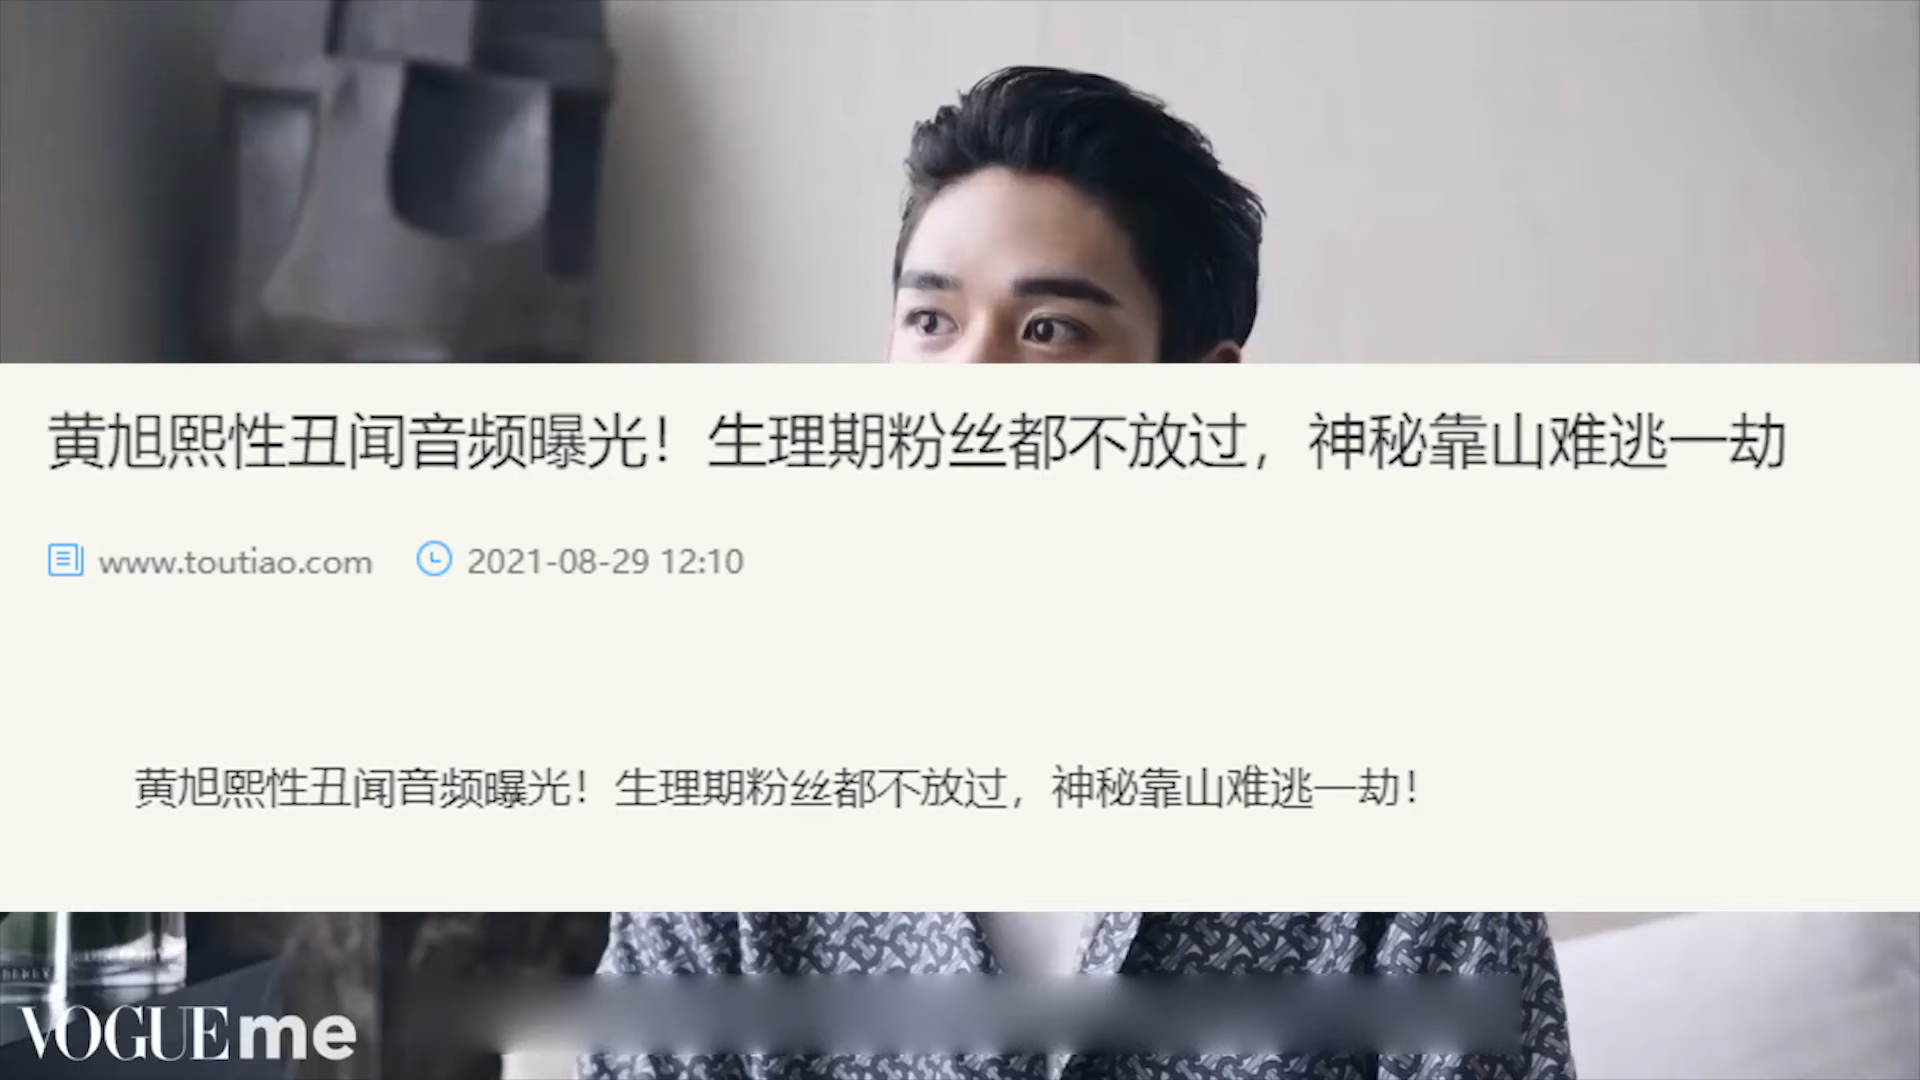 黄旭熙性丑闻音频曝光！生理期粉丝都不放过，神秘靠山难逃一劫
www.toutiao.com 2021-08-29 12:10
黄旭熙性丑闻音频曝光！生理期粉丝都不放过，神秘靠山难逃一劫！
VOGUEme